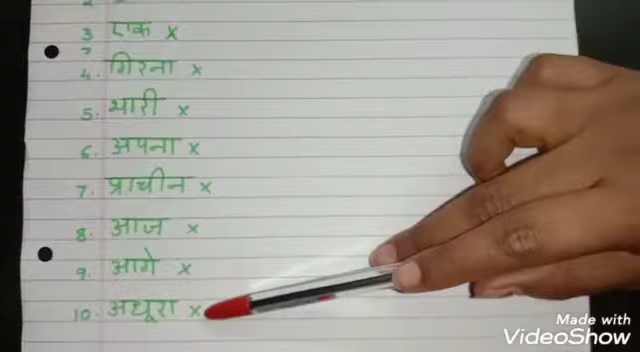 3 एक ×
4. गिरना ×
5. भारी ×
6. अपना ×
7. प्राचीन ×
8. आज ×
9. आगे ×
10. अधूरा ×
Made with
VideoShow